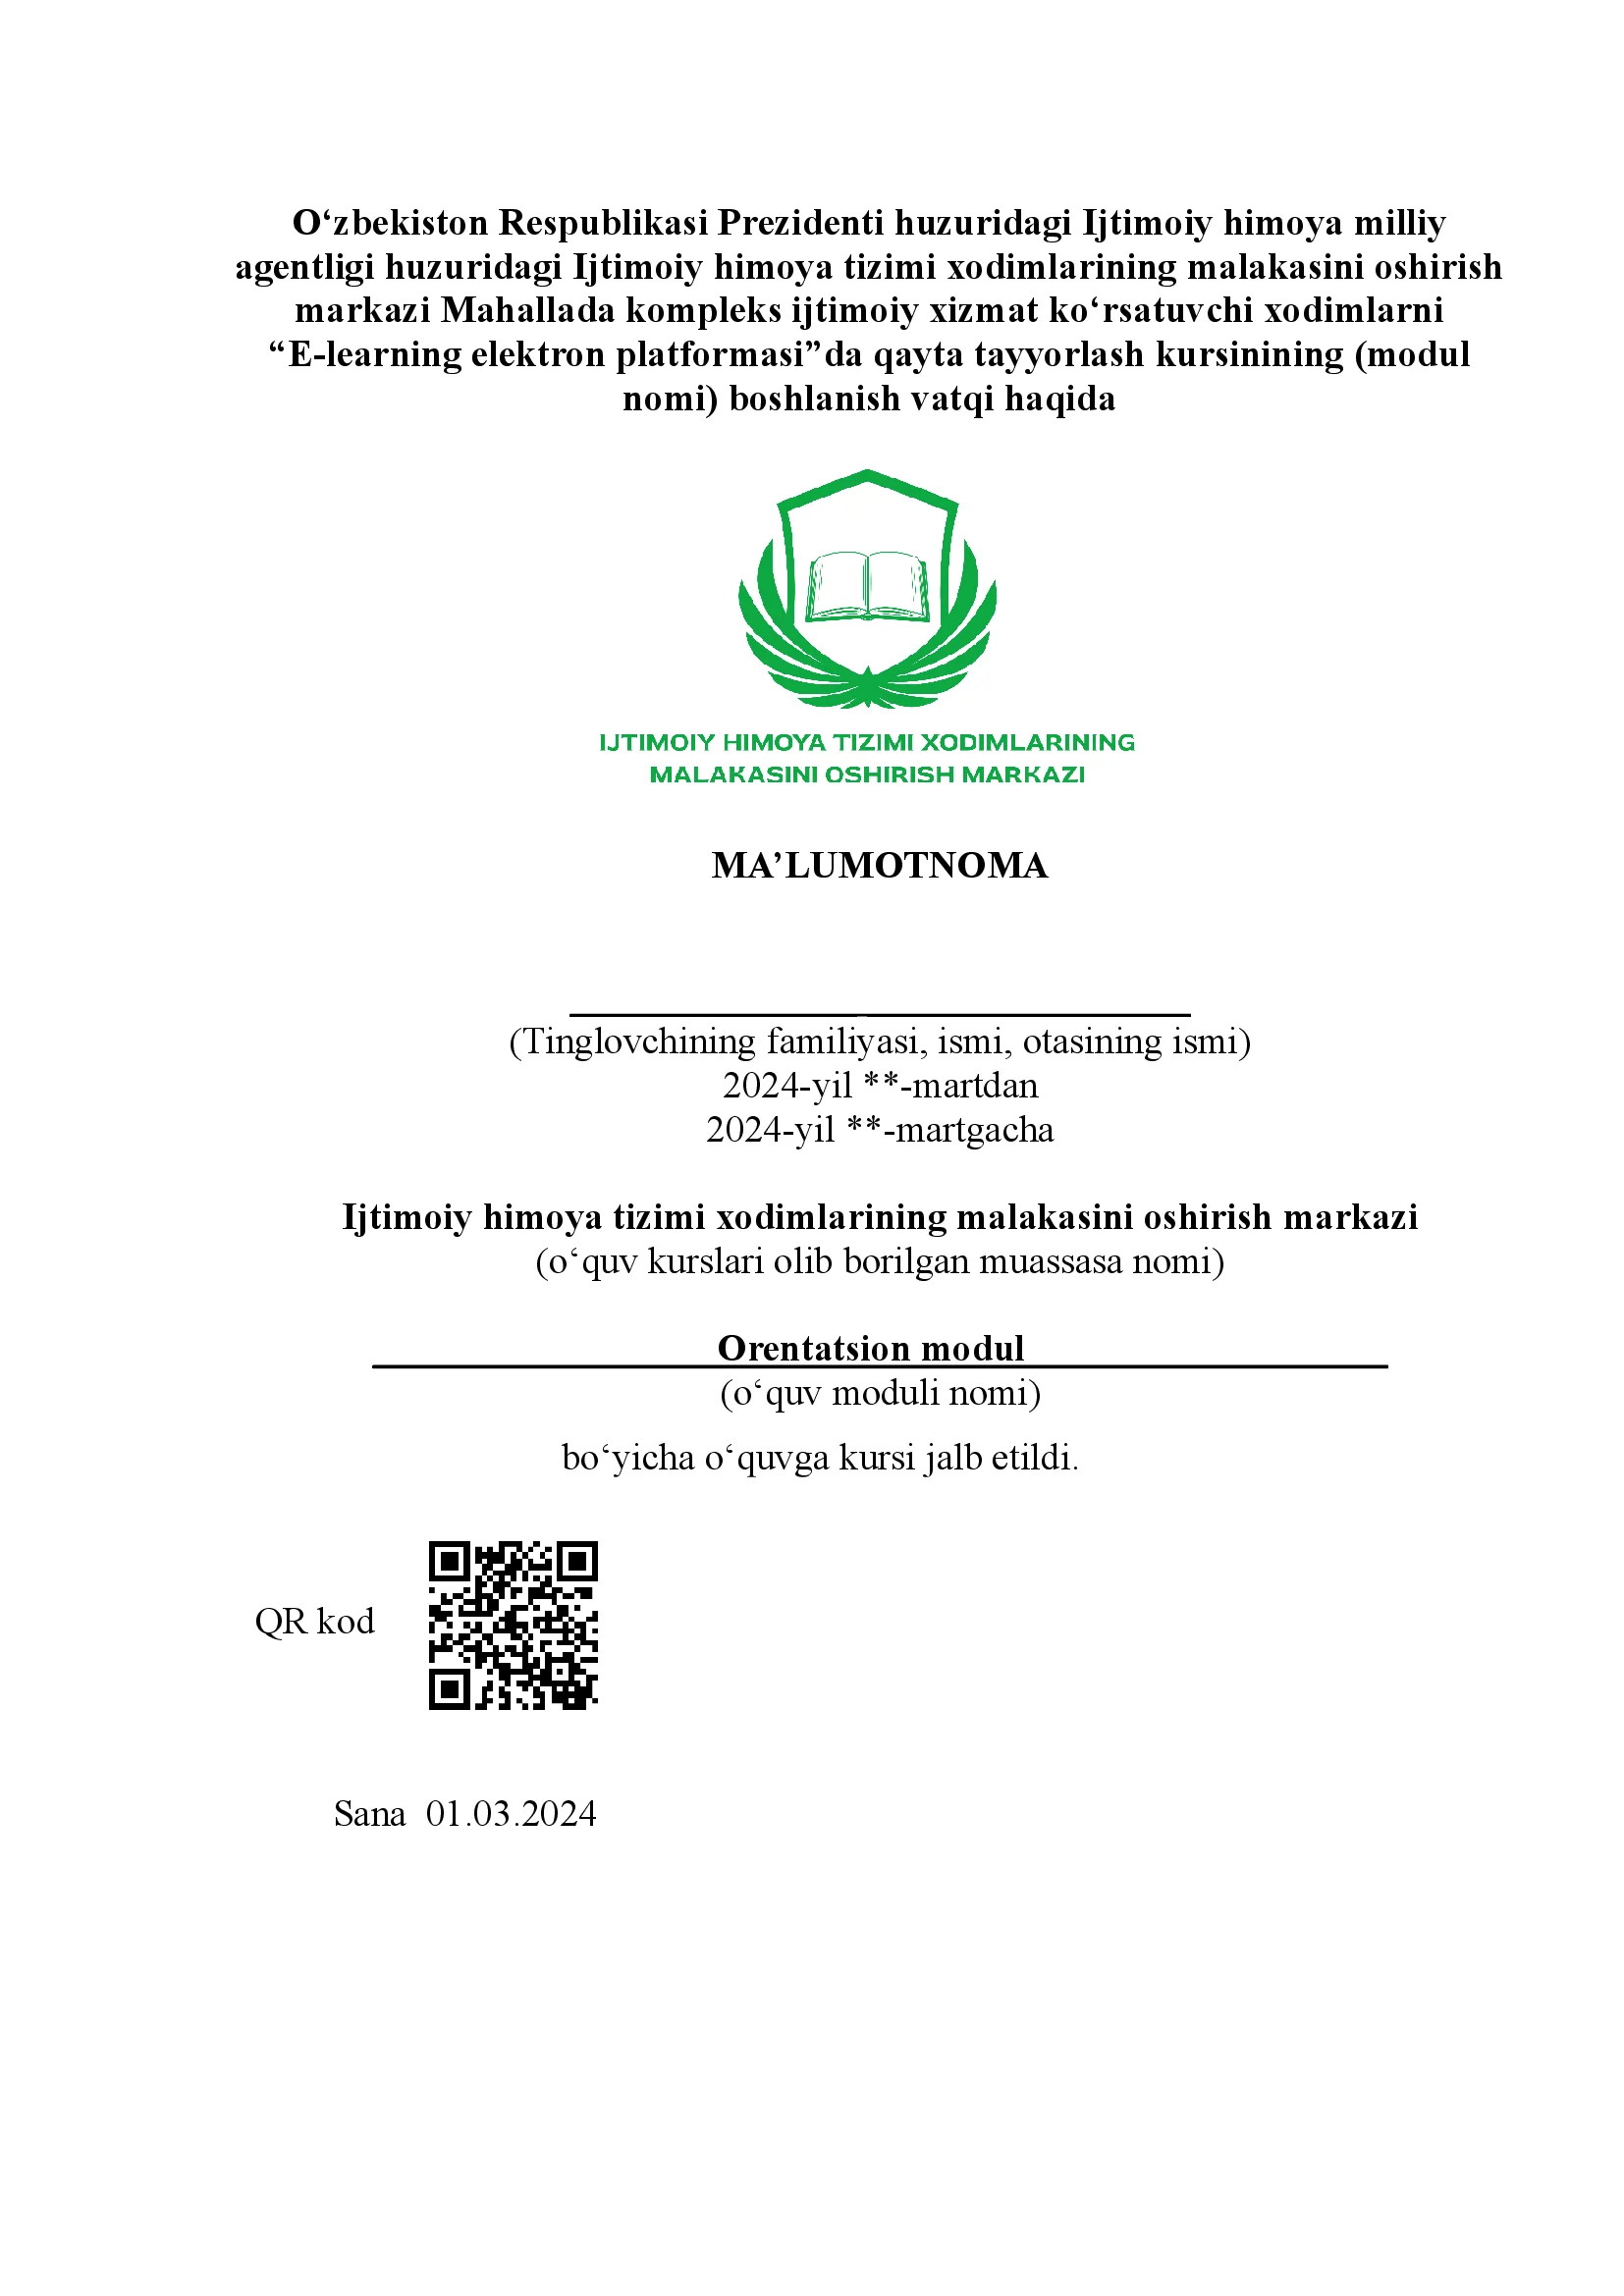 O‘zbekiston Respublikasi Prezidenti huzuridagi Ijtimoiy himoya milliy
agentligi huzuridagi Ijtimoiy himoya tizimi xodimlarining malakasini oshirish
markazi Mahallada kompleks ijtimoiy xizmat ko‘rsatuvchi xodimlarni
“E-learning elektron platformasi”da qayta tayyorlash kursinining (modul
nomi) boshlanish vatqi haqida
IJTIMOIY HIMOYA TIZIMI XODIMLARINING
MALAKASINI OSHIRISH MARKAZI
MA’LUMOTNOMA
(Tinglovchining familiyasi, ismi, otasining ismi)
2024-yil **-martdan
2024-yil **-martgacha
Ijtimoiy himoya tizimi xodimlarining malakasini oshirish markazi
(o‘quv kurslari olib borilgan muassasa nomi)
Orentatsion modul
(o‘quv moduli nomi)
bo‘yicha o‘quvga kursi jalb etildi.
QR kod
Sana 01.03.2024